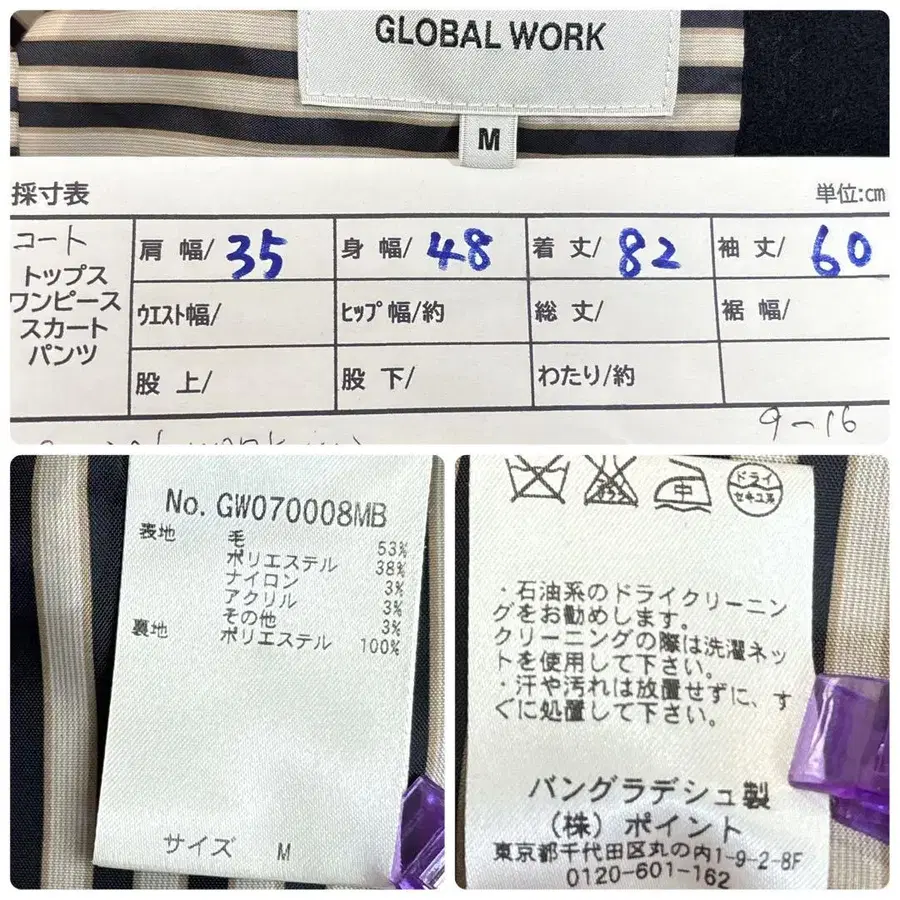 GLOBAL WORK
M
採寸表
単位:cm
コート
トップス
ワンピース
スカート
パンツ
肩 幅/ 35
身 幅/ 48
着 丈/ 82
袖 丈/ 60
ウエスト幅/
ヒップ幅/約
総 丈/
裾 幅/
股 上/
股 下/
わたり/約
9-16
No. GW070008MB
表地 毛 53%
ポリエステル 38%
ナイロン 3%
アクリル 3%
その他 3%
裏地 ポリエステル 100%
サイズ M
中
ドライ
セキユ系
・石油系のドライクリーニン
グをお勧めします。
クリーニングの際は洗濯ネッ
トを使用して下さい。
・汗や汚れは放置せずに、す
ぐに処置して下さい。
バングラデシュ製
(株) ポイント
東京都千代田区丸の内1-9-2-8F
0120-601-162